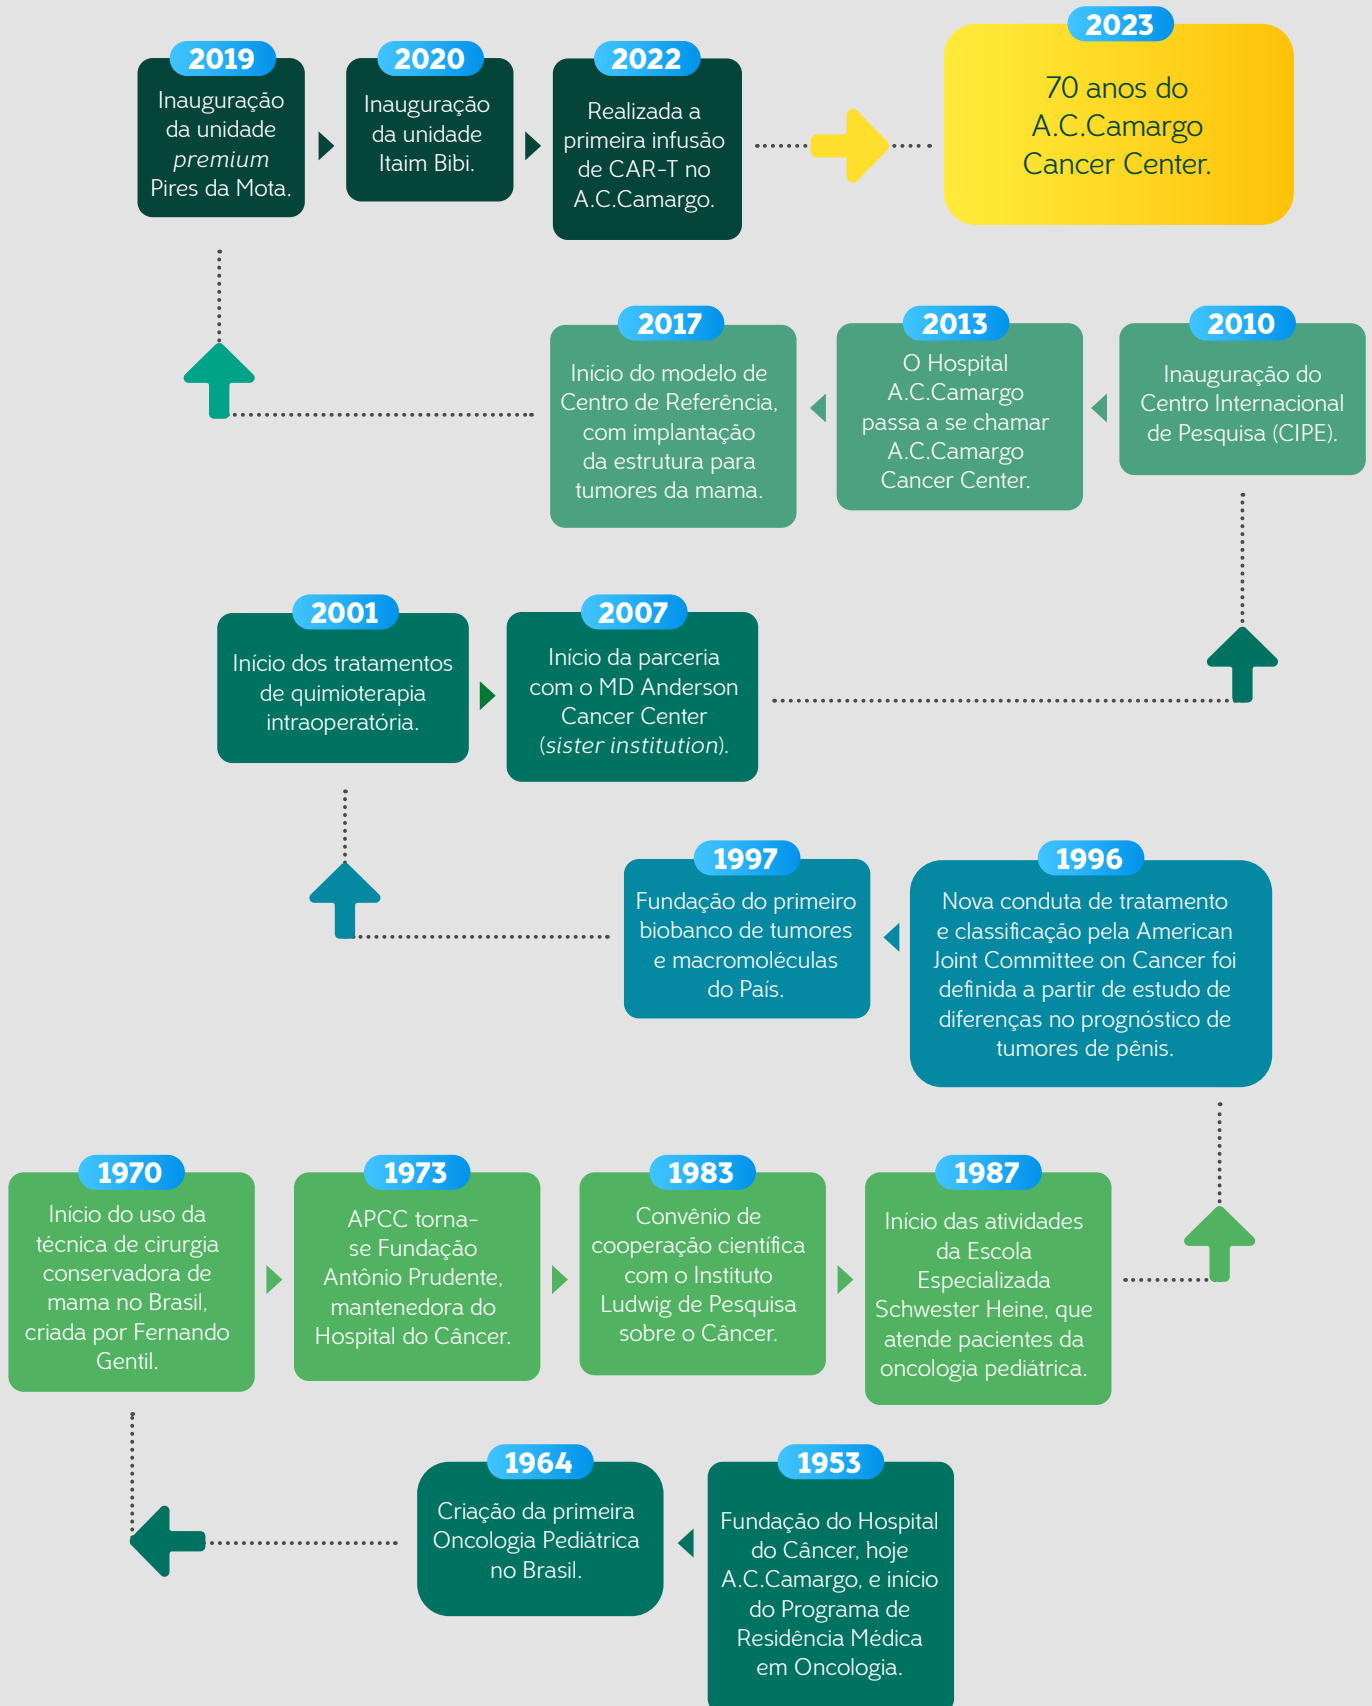 2019
Inauguração
da unidade
premium
Pires da Mota.
2020
Inauguração
da unidade
Itaim Bibi.
2022
Realizada a
primeira infusão
de CAR-T no
A.C.Camargo.
2023
70 anos do
A.C.Camargo
Cancer Center.
2017
Início do modelo de
Centro de Referência,
com implantação
da estrutura para
tumores da mama.
2013
O Hospital
A.C.Camargo
passa a se chamar
A.C.Camargo
Cancer Center.
2010
Inauguração do
Centro Internacional
de Pesquisa (CIPE).
2001
Início dos tratamentos
de quimioterapia
intraoperatória.
2007
Início da parceria
com o MD Anderson
Cancer Center
(sister institution).
1997
Fundação do primeiro
biobanco de tumores
e macromoléculas
do País.
1996
Nova conduta de tratamento
e classificação pela American
Joint Committee on Cancer foi
definida a partir de estudo de
diferenças no prognóstico de
tumores de pênis.
1970
Início do uso da
técnica de cirurgia
conservadora de
mama no Brasil,
criada por Fernando
Gentil.
1973
APCC torna-
se Fundação
Antônio Prudente,
mantenedora do
Hospital do Câncer.
1983
Convênio de
cooperação científica
com o Instituto
Ludwig de Pesquisa
sobre o Câncer.
1987
Início das atividades
da Escola
Especializada
Schwester Heine, que
atende pacientes da
oncologia pediátrica.
1964
Criação da primeira
Oncologia Pediátrica
no Brasil.
1953
Fundação do Hospital
do Câncer, hoje
A.C.Camargo, e início
do Programa de
Residência Médica
em Oncologia.